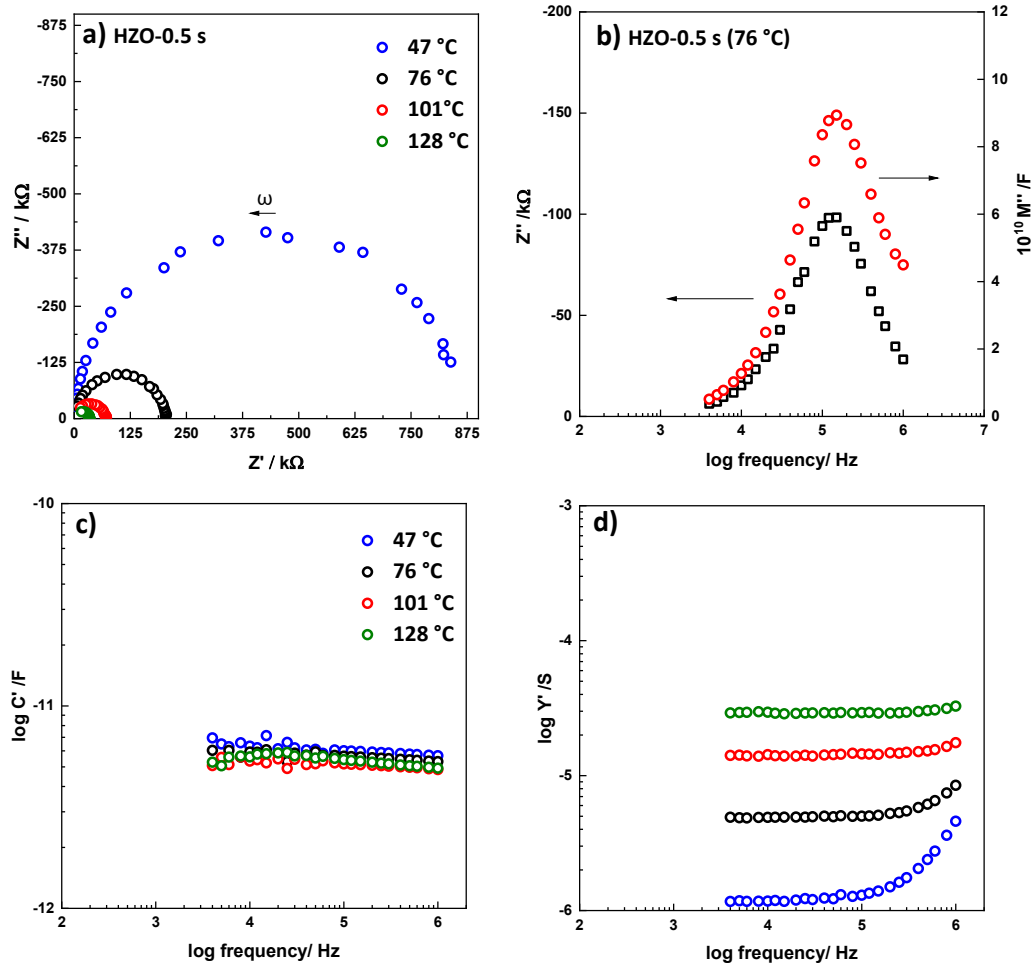 a) HZO-0.5 s
-875
-750
-625
-500
-375
-250
-125
0
Z'' / kΩ
0 125 250 375 500 625 750 875
Z' / kΩ
ω
47 °C
76 °C
101°C
128 °C
b) HZO-0.5 s (76 °C)
-200
-150
-100
-50
0
Z''/kΩ
12
10
8
6
4
2
0
10¹⁰ M''/F
2 3 4 5 6 7
log frequency/ Hz
c)
-10
-11
-12
log C' /F
47 °C
76 °C
101 °C
128 °C
2 3 4 5 6
log frequency/ Hz
d)
-3
-4
-5
-6
log Y' /S
2 3 4 5 6
log frequency/ Hz